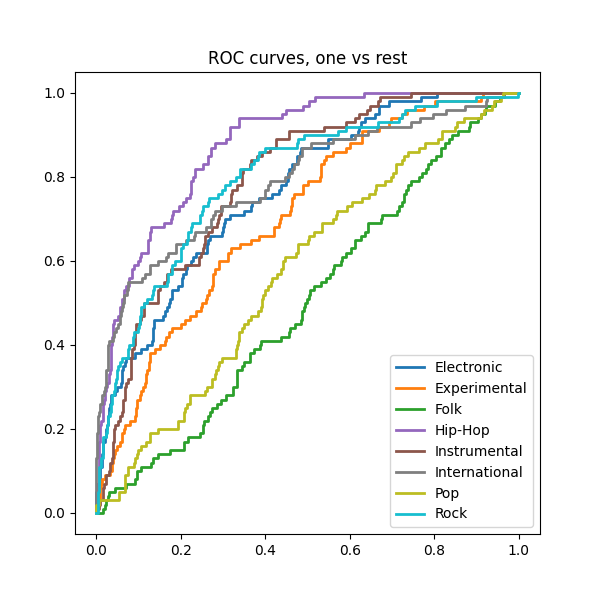 ROC curves, one vs rest
1.0
0.8
0.6
0.4
0.2
0.0
0.0 0.2 0.4 0.6 0.8 1.0
Electronic
Experimental
Folk
Hip-Hop
Instrumental
International
Pop
Rock